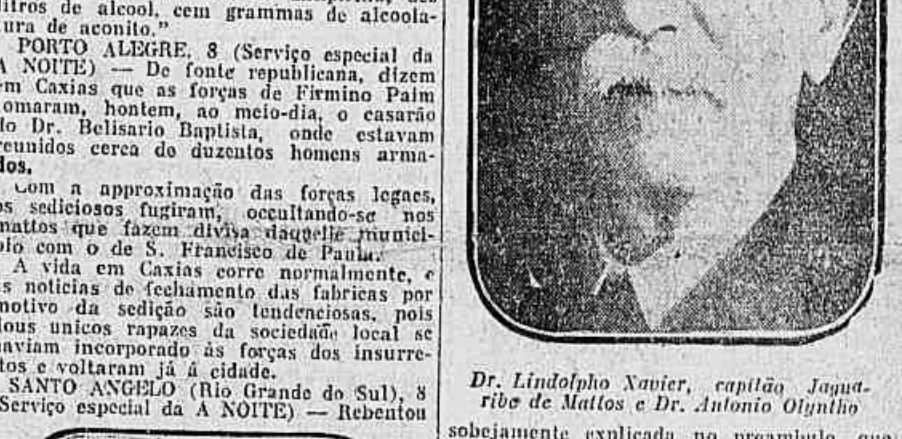 litros de alcool, cem grammas de alcoola-
ura de aconito."
PORTO ALEGRE, 8 (Serviço especial da
A NOITE) — De fonte republicana, dizem
em Caxias que as forças de Firmino Paim
omaram, hontem, ao meio-dia, o casarão
do Dr. Belisario Baptista, onde estavam
reunidos cerca de duzentos homens arma-
dos.
Com a approximação das forças legaes,
os sediciosos fugiram, occultando-se nos
mattos que fazem divisa daquelle munici-
pio com o de S. Francisco de Paula.
A vida em Caxias corre normalmente, e
as noticias de fechamento das fabricas por
motivo da sedição são tendenciosas, pois
dous unicos rapazes da sociedade local se
haviam incorporado ás forças dos insurre-
tos e voltaram já á cidade.
SANTO ANGELO (Rio Grande do Sul), 8
(Serviço especial da A NOITE) — Rebentou
Dr. Lindolpho Xavier, capitão Jagua-
ribe de Mattos e Dr. Antonio Olyntho
sobejamente explicada no preambulo que